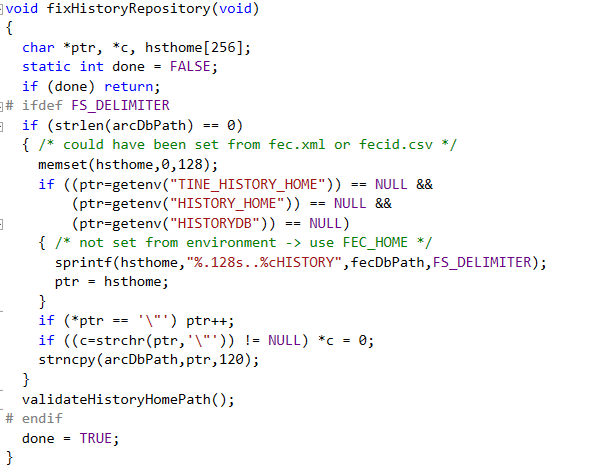 void fixHistoryRepository(void)
{
  char *ptr, *c, hsthome[256];
  static int done = FALSE;
  if (done) return;
# ifdef FS_DELIMITER
  if (strlen(arcDbPath) == 0)
  { /* could have been set from fec.xml or fecid.csv */
    memset(hsthome,0,128);
    if ((ptr=getenv("TINE_HISTORY_HOME")) == NULL &&
        (ptr=getenv("HISTORY_HOME")) == NULL &&
        (ptr=getenv("HISTORYDB")) == NULL)
    { /* not set from environment -> use FEC_HOME */
      sprintf(hsthome,"%.128s..%cHISTORY",fecDbPath,FS_DELIMITER);
      ptr = hsthome;
    }
    if (*ptr == '\"') ptr++;
    if ((c=strchr(ptr,'\"')) != NULL) *c = 0;
    strncpy(arcDbPath,ptr,120);
  }
  validateHistoryHomePath();
# endif
  done = TRUE;
}